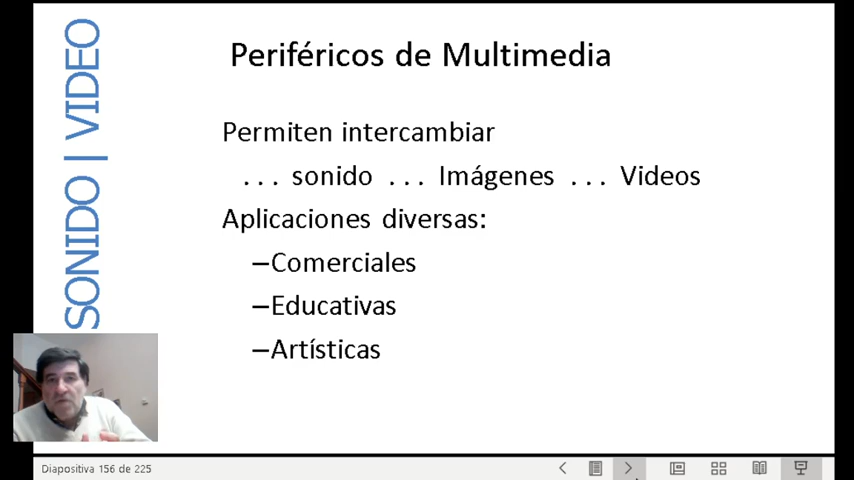 SONIDO | VIDEO
Periféricos de Multimedia
Permiten intercambiar
... sonido ... Imágenes ... Videos
Aplicaciones diversas:
–Comerciales
–Educativas
–Artísticas
Diapositiva 156 de 225